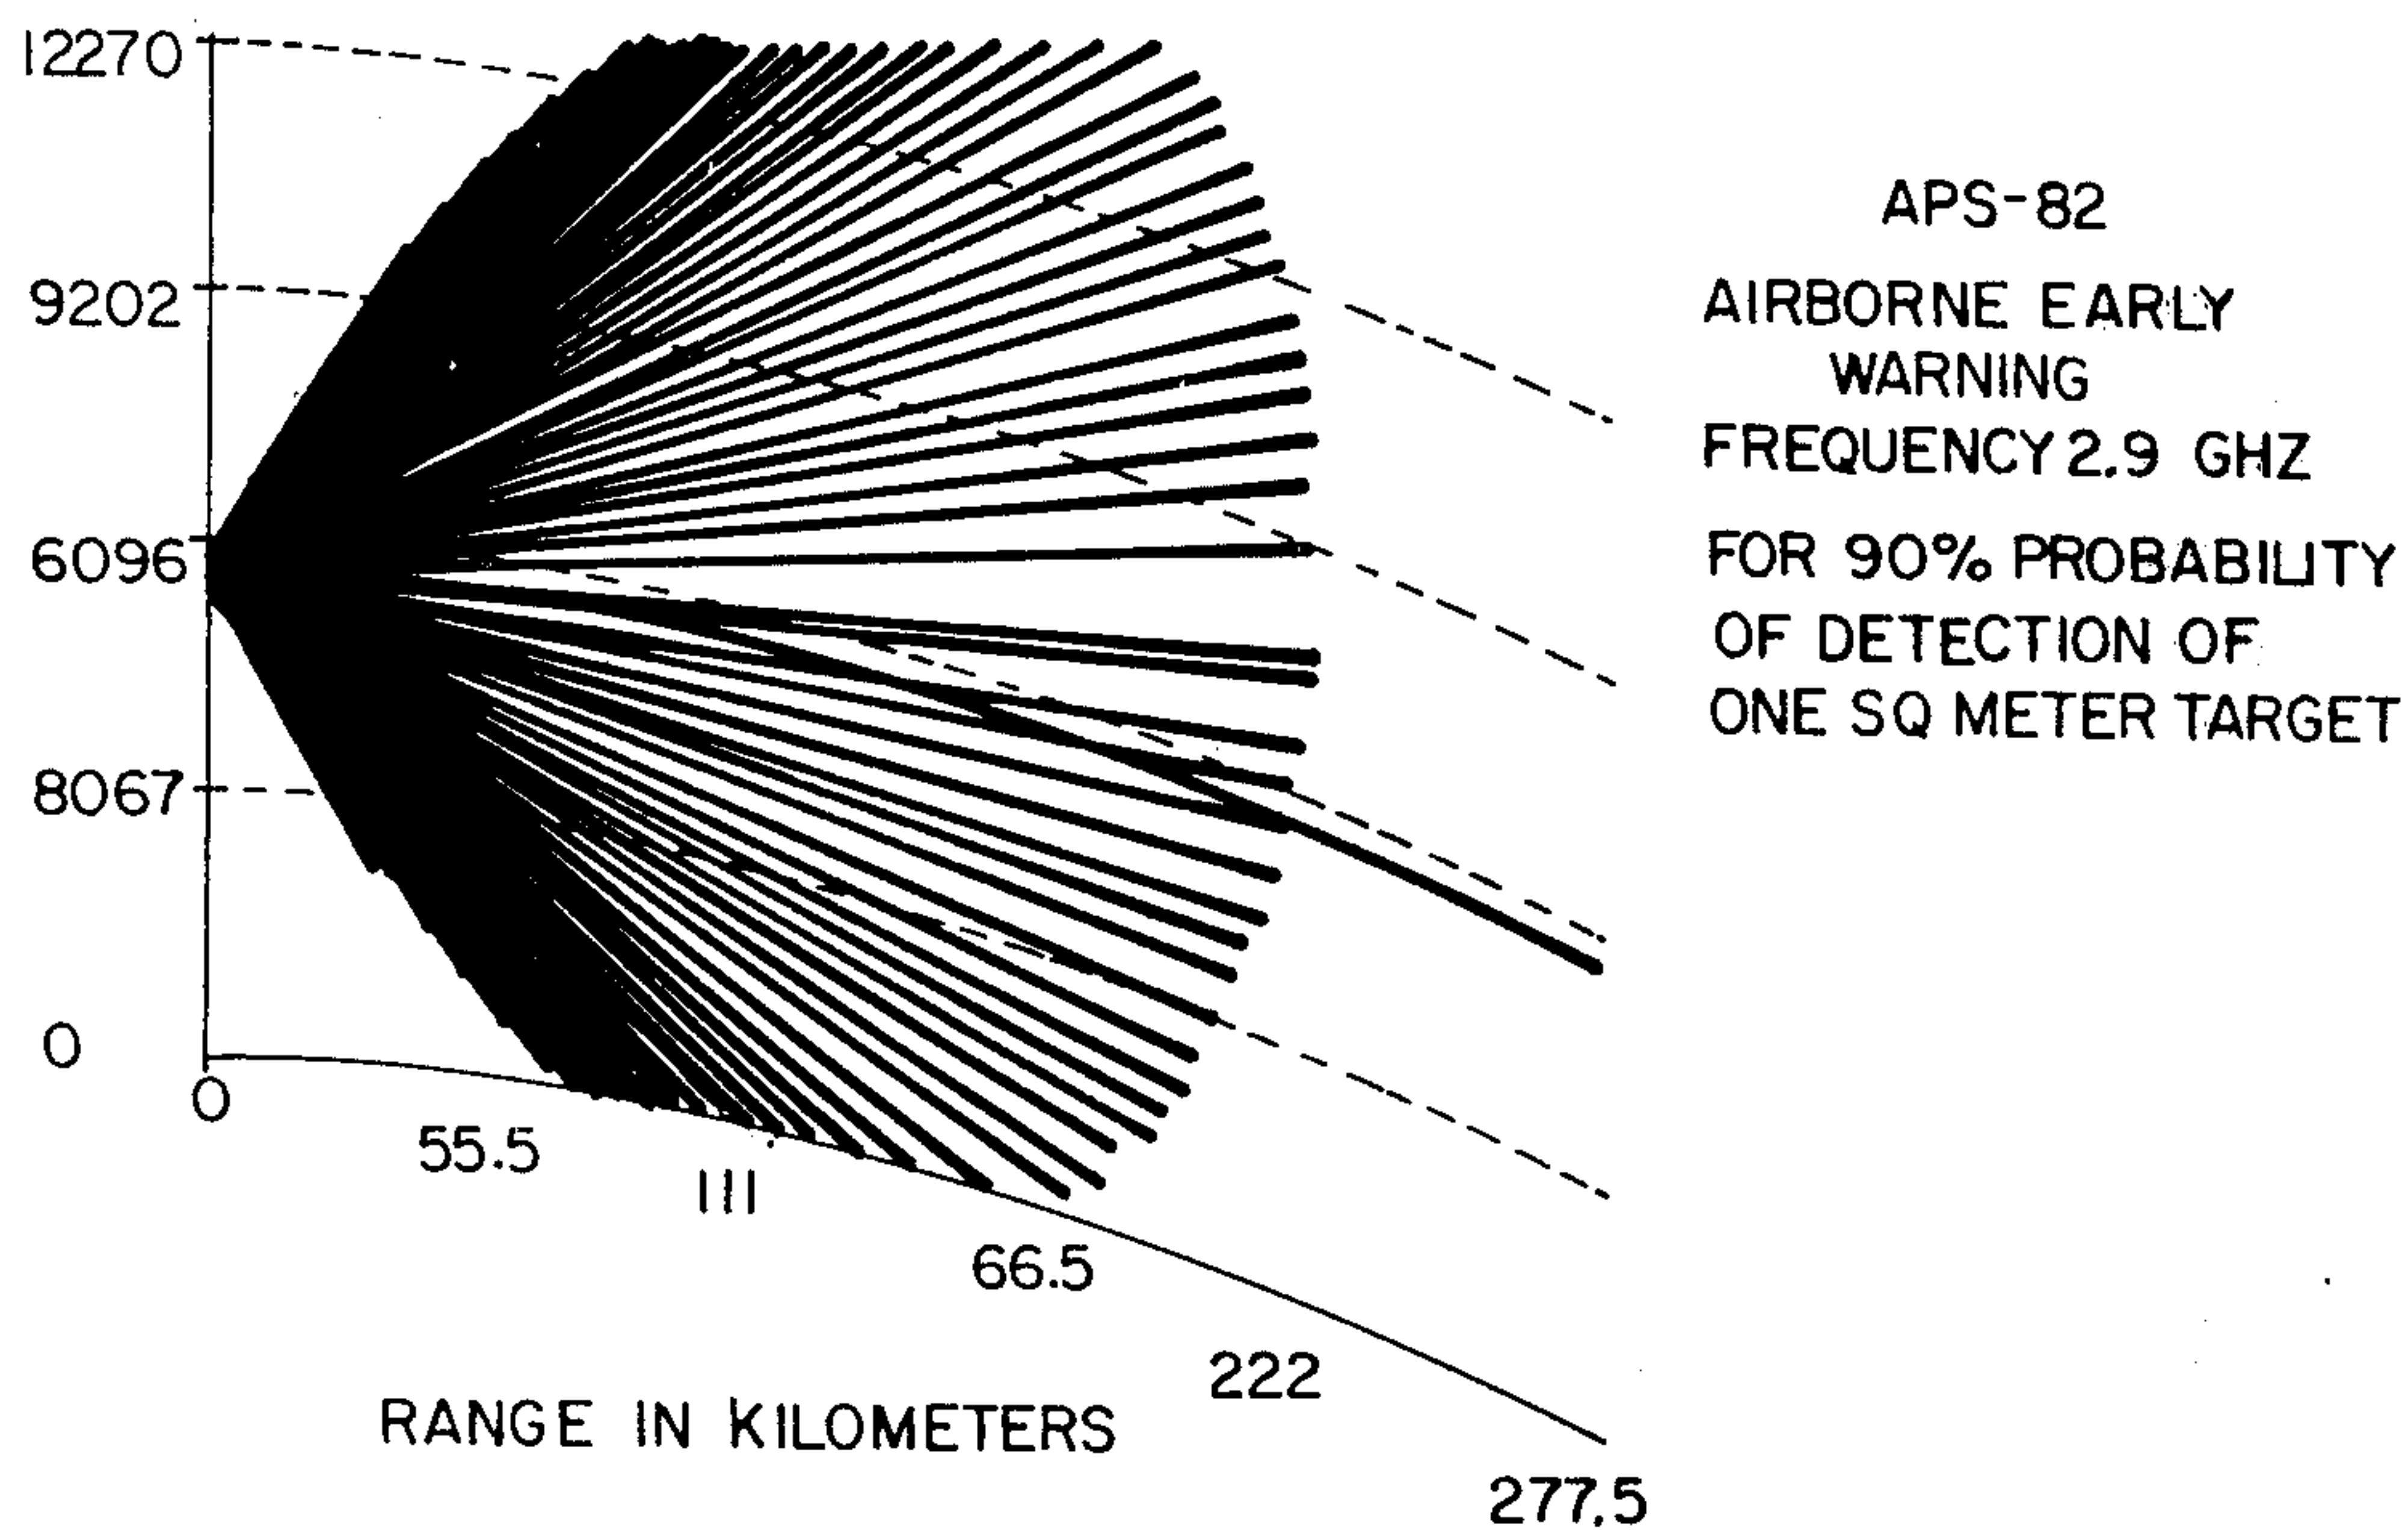 12270
9202
6096
8067
0
0
55.5
111
66.5
222
277.5
RANGE IN KILOMETERS
APS-82
AIRBORNE EARLY
WARNING
FREQUENCY 2.9 GHZ
FOR 90% PROBABILITY
OF DETECTION OF
ONE SQ METER TARGET